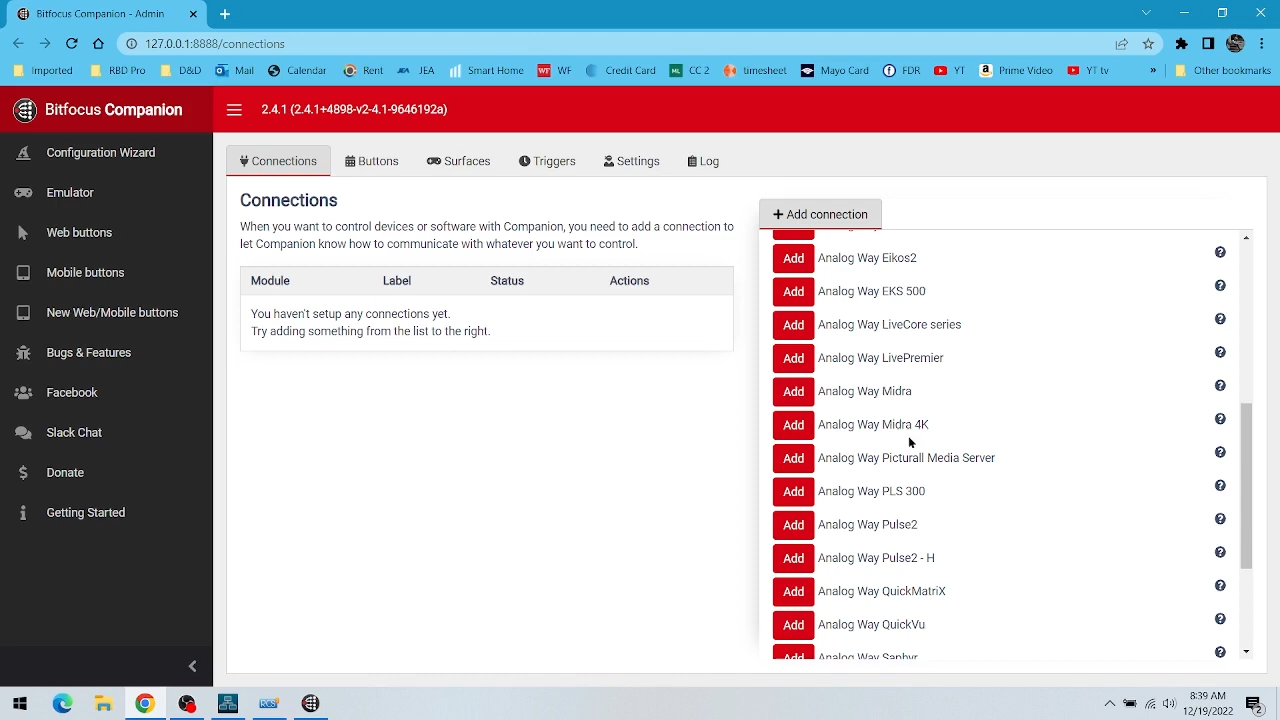 Bitfocus Companion - Admin
127.0.0.1:8888/connections
Imported
RBD Pro
D&D
Mail
Calendar
Rent
JEA
JEA
Smart Home
WF
WF
Credit Card
ML
CC 2
timesheet
Mayo Card
FDR
YT
Prime Video
YT tv
»
Other bookmarks
Bitfocus Companion
2.4.1 (2.4.1+4898-v2-4.1-9646192a)
Configuration Wizard
Emulator
Web buttons
Mobile buttons
New Web/Mobile buttons
Bugs & Features
Facebook
Slack Chat
Donate
Getting Started
Connections
Buttons
Surfaces
Triggers
Settings
Log
Connections
When you want to control devices or software with Companion, you need to add a connection to
let Companion know how to communicate with whatever you want to control.
Module Label Status Actions
You haven't setup any connections yet.
Try adding something from the list to the right.
+ Add connection
Add Analog Way Eikos2
Add Analog Way EKS 500
Add Analog Way LiveCore series
Add Analog Way LivePremier
Add Analog Way Midra
Add Analog Way Midra 4K
Add Analog Way Picturall Media Server
Add Analog Way PLS 300
Add Analog Way Pulse2
Add Analog Way Pulse2 - H
Add Analog Way QuickMatriX
Add Analog Way QuickVu
Add Analog Way Saphyr
RCS
8:39 AM
12/19/2022
2